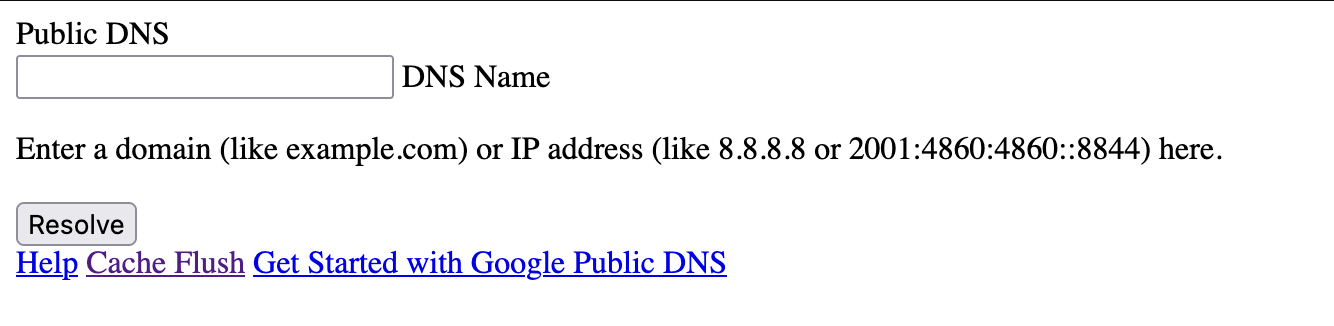 Public DNS
DNS Name
Enter a domain (like example.com) or IP address (like 8.8.8.8 or 2001:4860:4860::8844) here.
Resolve
Help Cache Flush Get Started with Google Public DNS